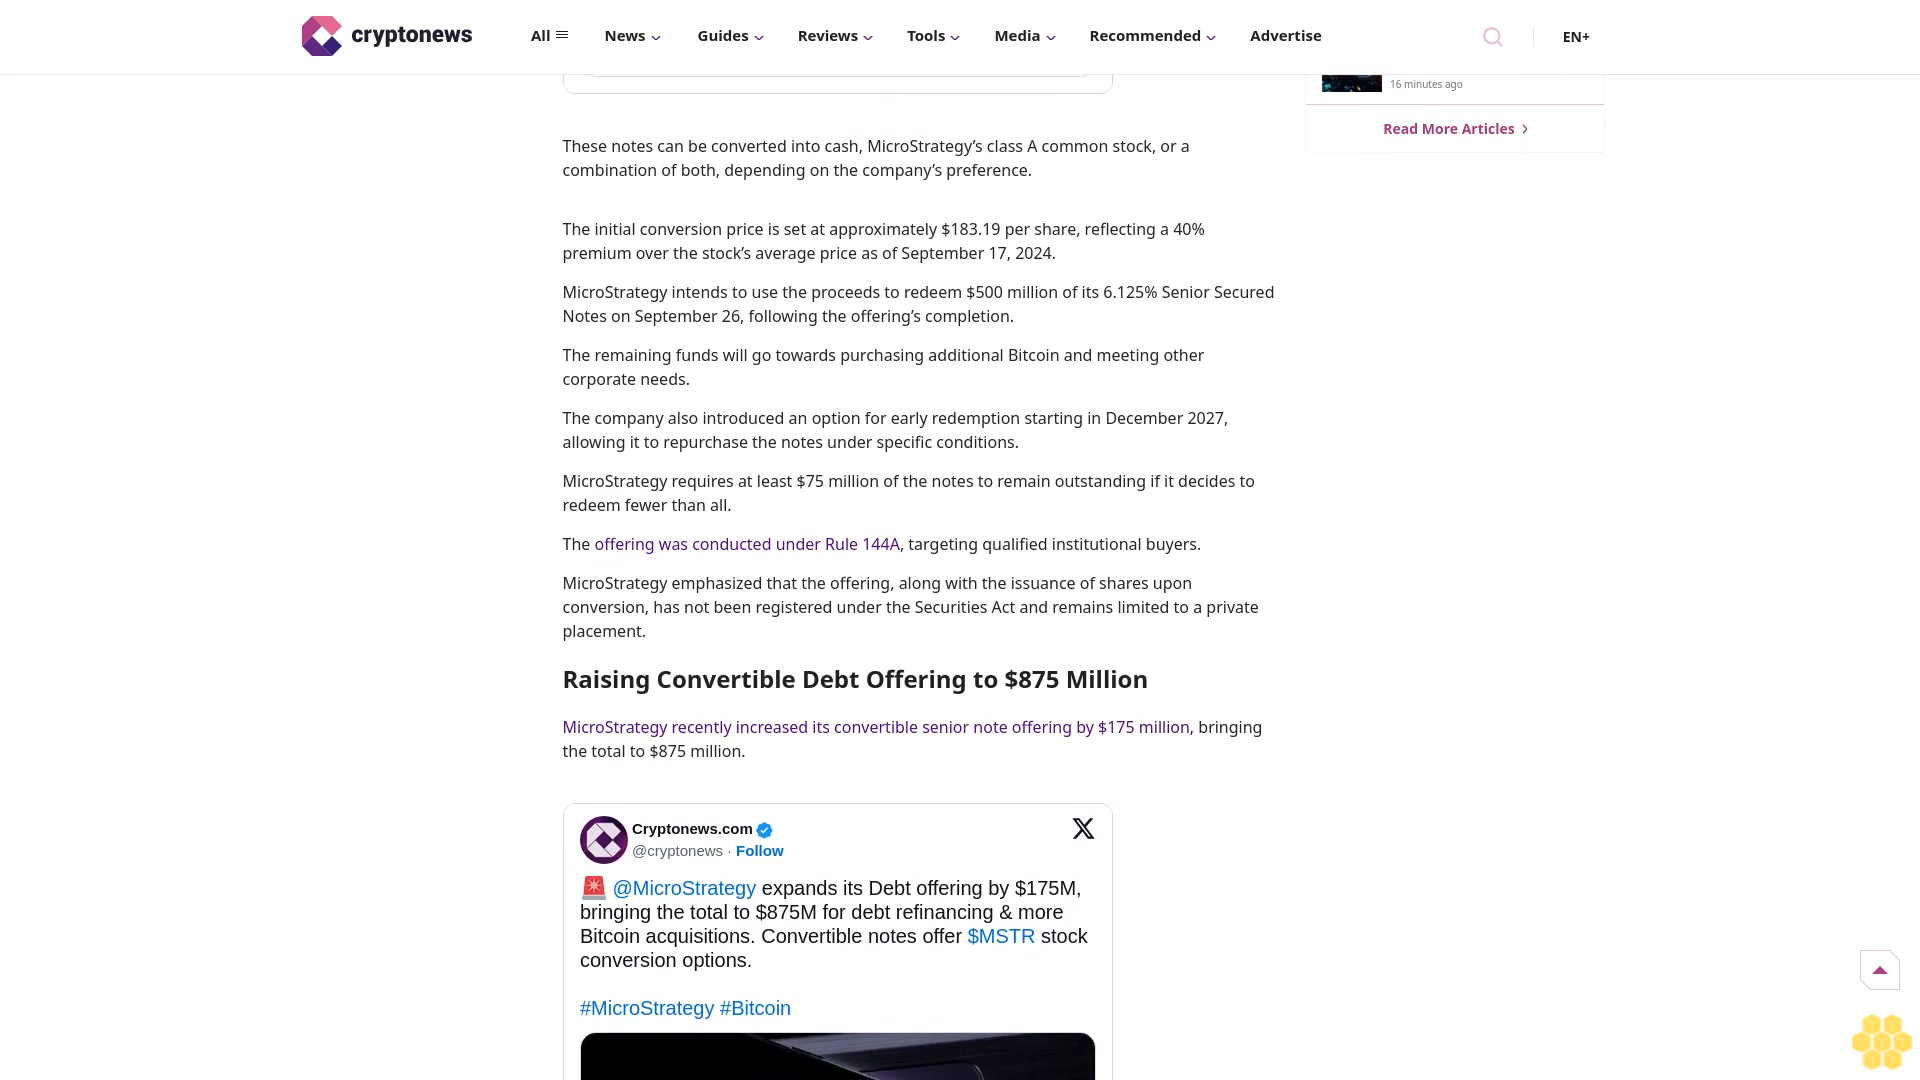 cryptonews
All
News
Guides
Reviews
Tools
Media
Recommended
Advertise
EN+
16 minutes ago
Read More Articles
These notes can be converted into cash, MicroStrategy’s class A common stock, or a
combination of both, depending on the company’s preference.
The initial conversion price is set at approximately $183.19 per share, reflecting a 40%
premium over the stock’s average price as of September 17, 2024.
MicroStrategy intends to use the proceeds to redeem $500 million of its 6.125% Senior Secured
Notes on September 26, following the offering’s completion.
The remaining funds will go towards purchasing additional Bitcoin and meeting other
corporate needs.
The company also introduced an option for early redemption starting in December 2027,
allowing it to repurchase the notes under specific conditions.
MicroStrategy requires at least $75 million of the notes to remain outstanding if it decides to
redeem fewer than all.
The offering was conducted under Rule 144A, targeting qualified institutional buyers.
MicroStrategy emphasized that the offering, along with the issuance of shares upon
conversion, has not been registered under the Securities Act and remains limited to a private
placement.
Raising Convertible Debt Offering to $875 Million
MicroStrategy recently increased its convertible senior note offering by $175 million, bringing
the total to $875 million.
Cryptonews.com
@cryptonews · Follow
🚨 @MicroStrategy expands its Debt offering by $175M,
bringing the total to $875M for debt refinancing & more
Bitcoin acquisitions. Convertible notes offer $MSTR stock
conversion options.
#MicroStrategy #Bitcoin